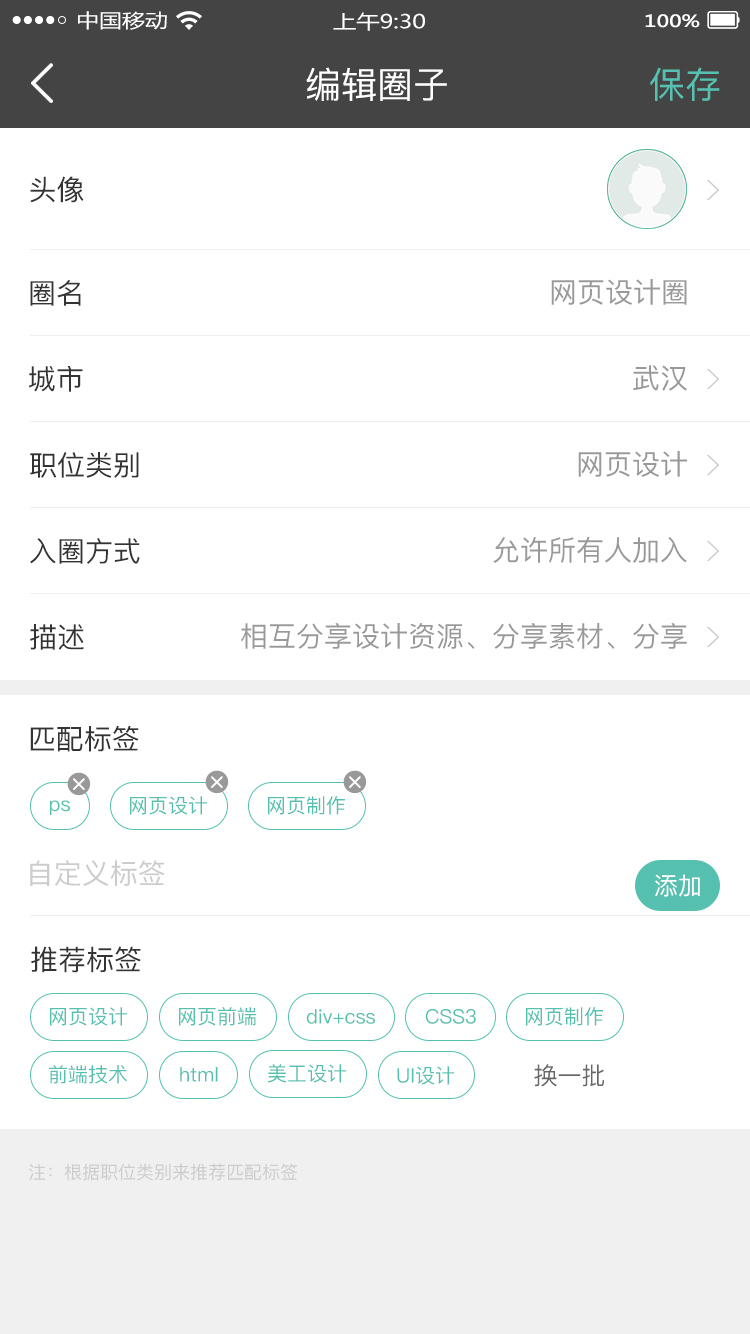 中国移动 上午9:30 100%
编辑圈子 保存
头像
圈名 网页设计圈
城市 武汉
职位类别 网页设计
入圈方式 允许所有人加入
描述 相互分享设计资源、分享素材、分享
匹配标签
ps 网页设计 网页制作
自定义标签 添加
推荐标签
网页设计 网页前端 div+css CSS3 网页制作
前端技术 html 美工设计 UI设计 换一批
注：根据职位类别来推荐匹配标签